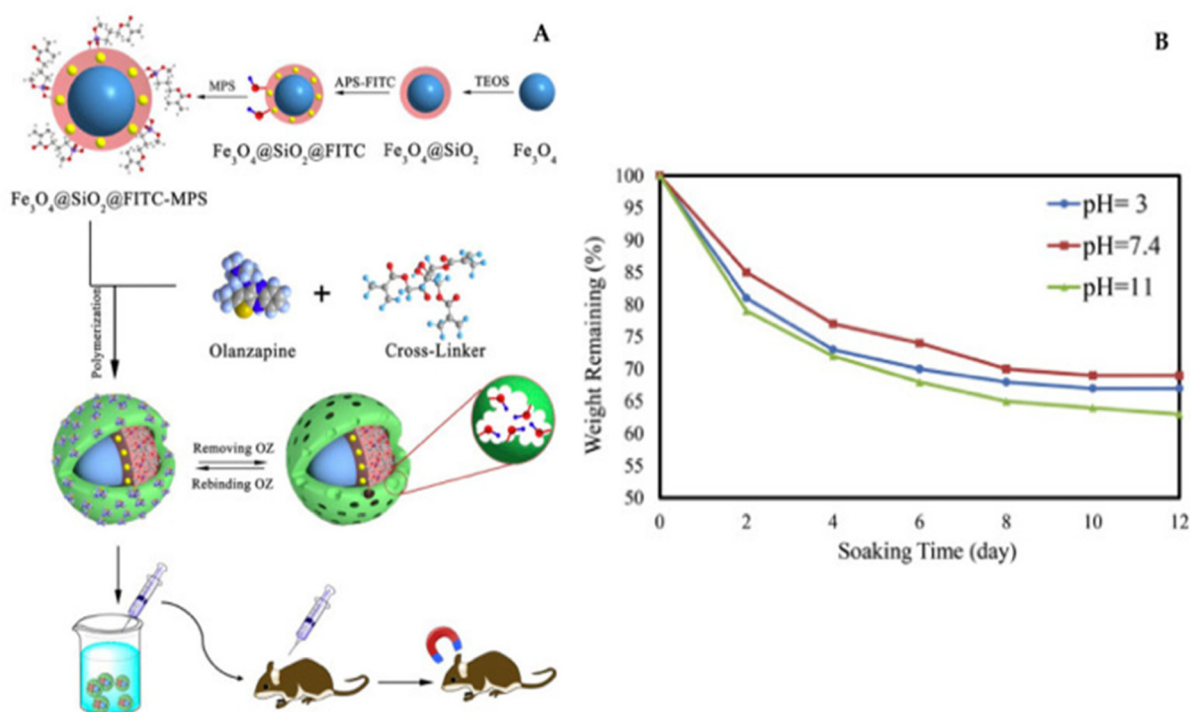 A
MPS
APS-FITC
TEOS
Fe₃O₄@SiO₂@FITC
Fe₃O₄@SiO₂
Fe₃O₄
Fe₃O₄@SiO₂@FITC-MPS
Polymerization
+
Olanzapine
Cross-Linker
Removing OZ
Rebinding OZ
B
Weight Remaining (%)
100
95
90
85
80
75
70
65
60
55
50
pH= 3
pH=7.4
pH=11
0 2 4 6 8 10 12
Soaking Time (day)